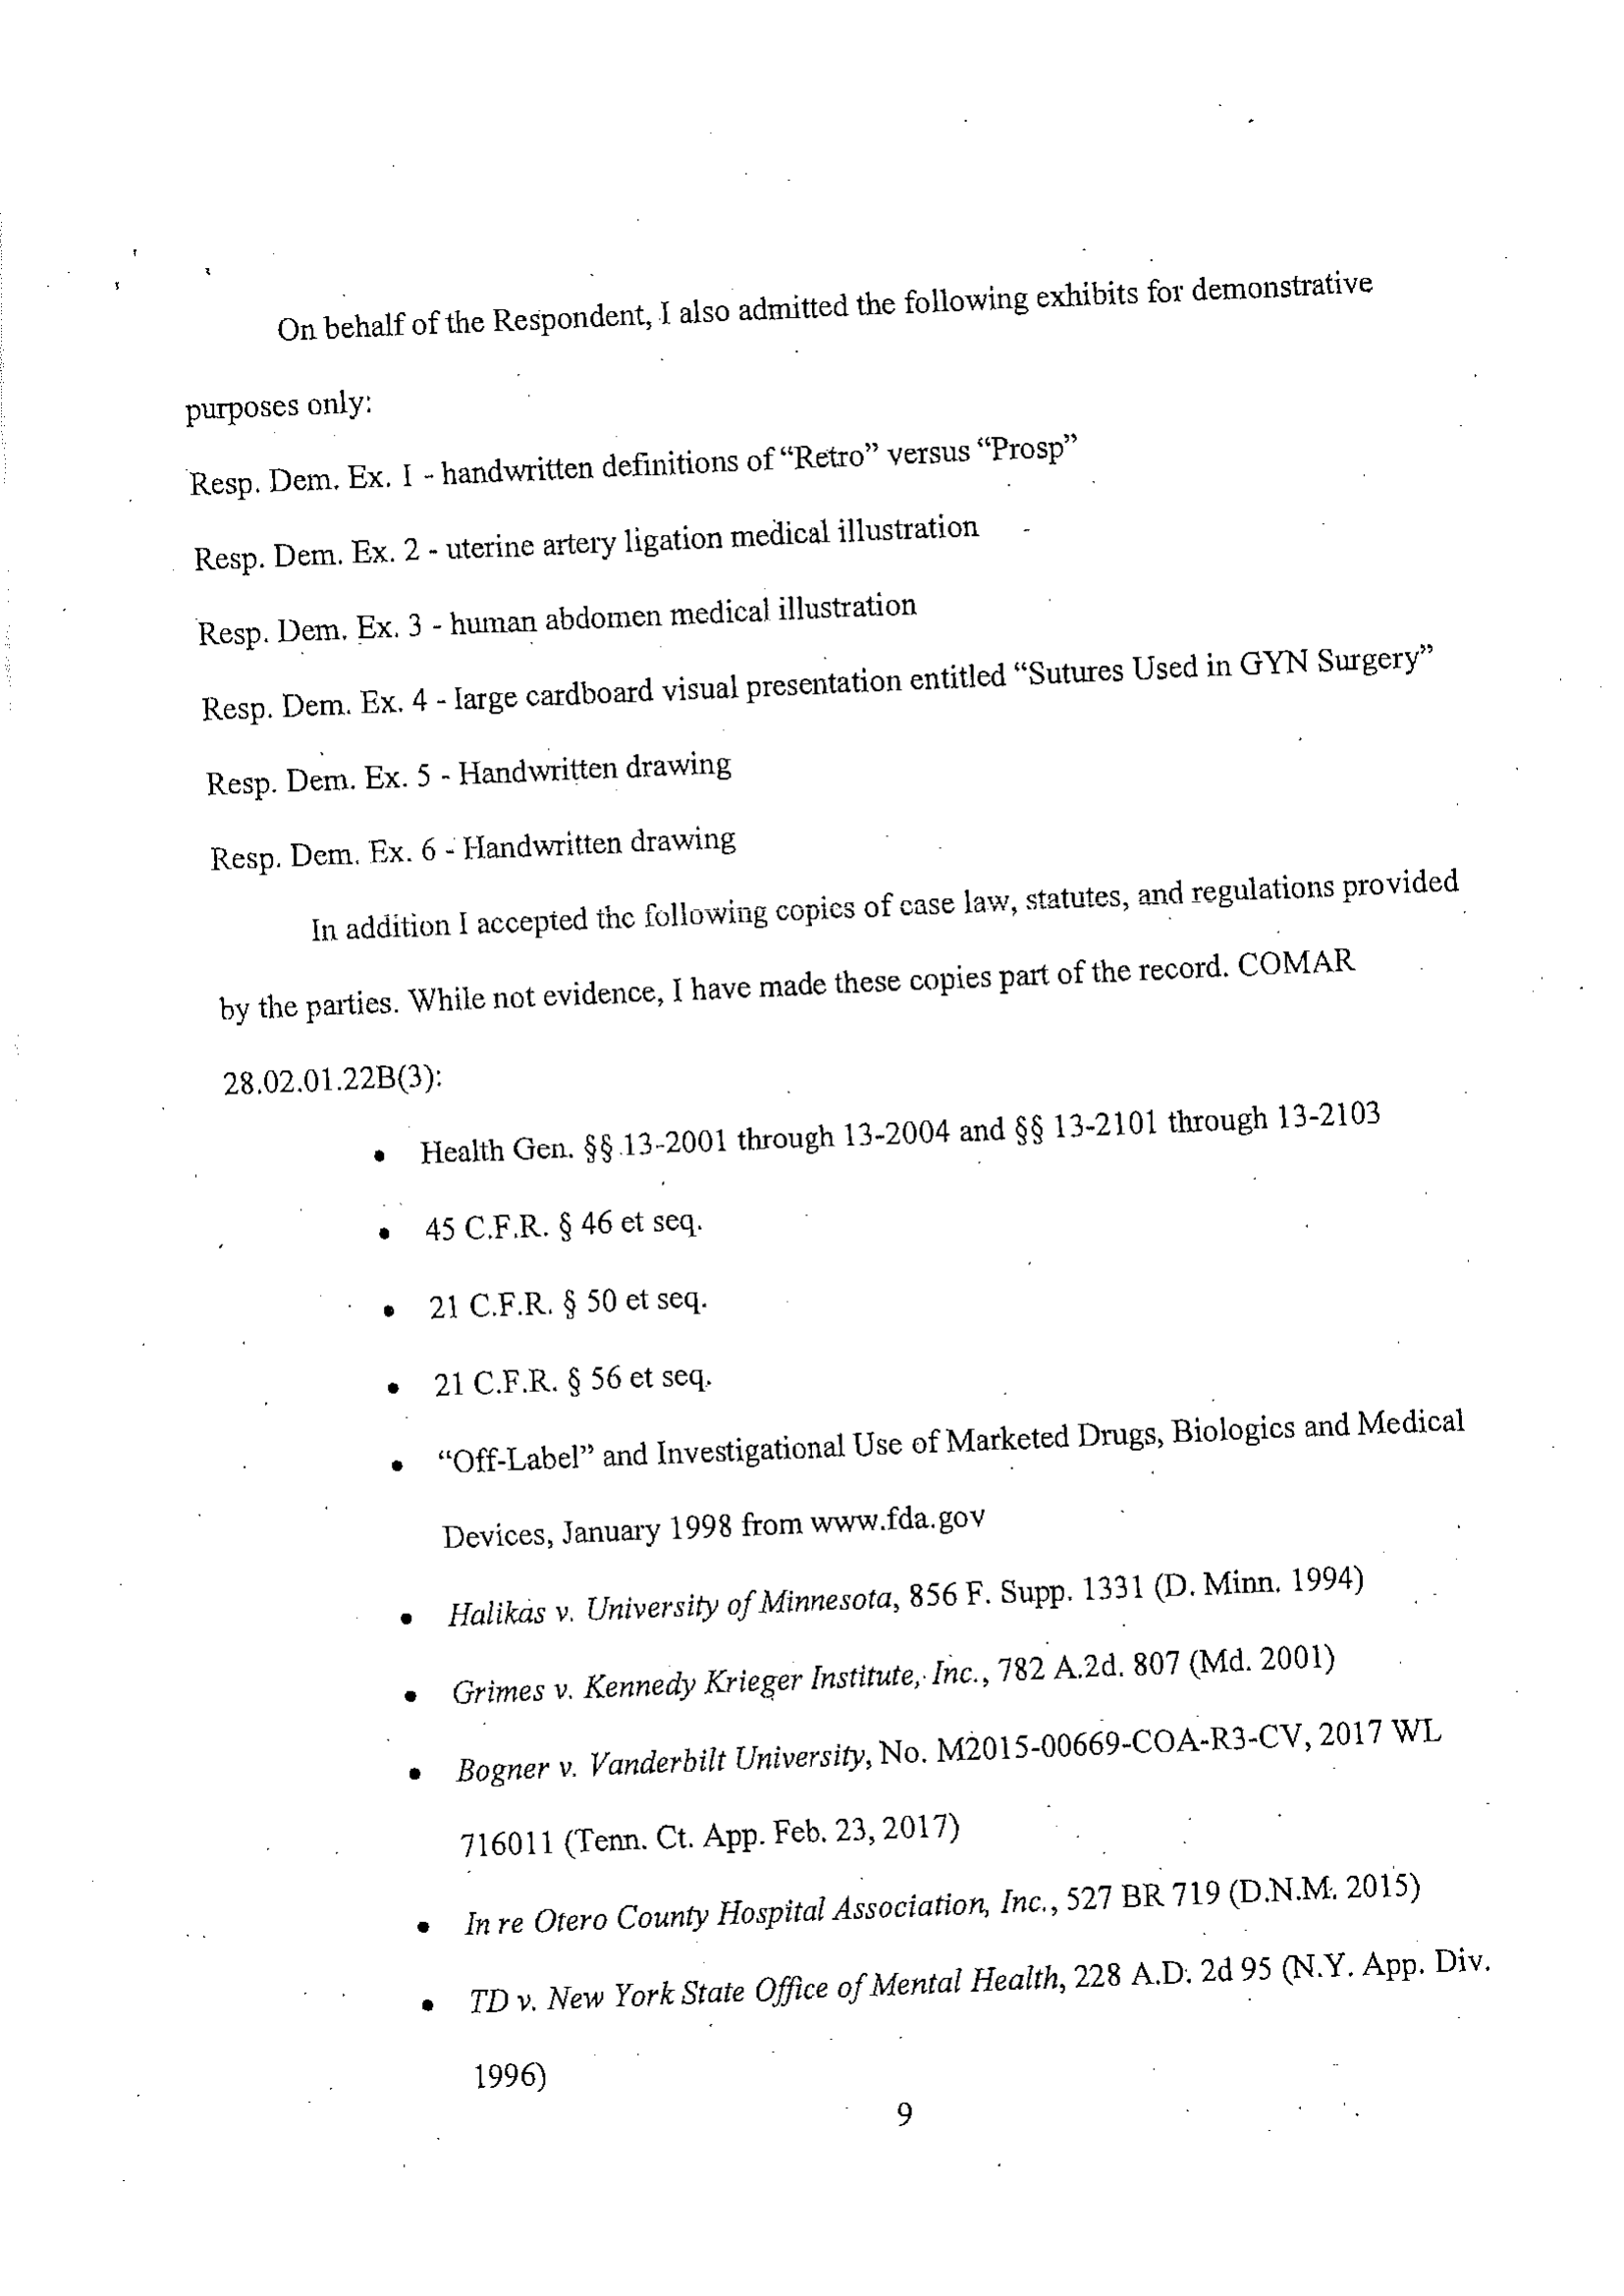 On behalf of the Respondent, I also admitted the following exhibits for demonstrative
purposes only:
Resp. Dem. Ex. 1 - handwritten definitions of “Retro” versus “Prosp”
Resp. Dem. Ex. 2 - uterine artery ligation medical illustration
Resp. Dem. Ex. 3 - human abdomen medical illustration
Resp. Dem. Ex. 4 - large cardboard visual presentation entitled “Sutures Used in GYN Surgery”
Resp. Dem. Ex. 5 - Handwritten drawing
Resp. Dem. Ex. 6 - Handwritten drawing
In addition I accepted the following copies of case law, statutes, and regulations provided
by the parties. While not evidence, I have made these copies part of the record. COMAR
28.02.01.22B(3):
• Health Gen. §§ 13-2001 through 13-2004 and §§ 13-2101 through 13-2103
• 45 C.F.R. § 46 et seq.
• 21 C.F.R. § 50 et seq.
• 21 C.F.R. § 56 et seq.
• “Off-Label” and Investigational Use of Marketed Drugs, Biologics and Medical
Devices, January 1998 from www.fda.gov
• Halikas v. University of Minnesota, 856 F. Supp. 1331 (D. Minn. 1994)
• Grimes v. Kennedy Krieger Institute, Inc., 782 A.2d. 807 (Md. 2001)
• Bogner v. Vanderbilt University, No. M2015-00669-COA-R3-CV, 2017 WL
716011 (Tenn. Ct. App. Feb. 23, 2017)
• In re Otero County Hospital Association, Inc., 527 BR 719 (D.N.M. 2015)
• TD v. New York State Office of Mental Health, 228 A.D. 2d 95 (N.Y. App. Div.
1996)
9